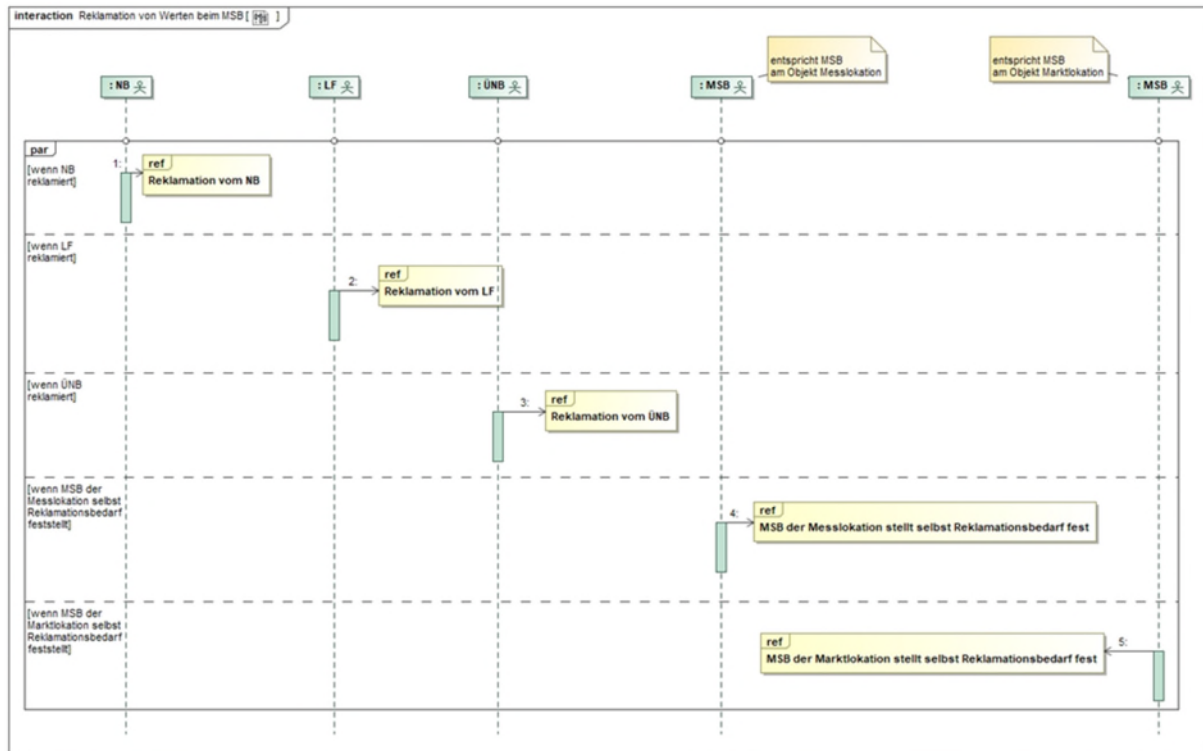 interaction Reklamation von Werten beim MSB [ ]
entspricht MSB
am Objekt Messlokation
entspricht MSB
am Objekt Marktlokation
: NB
: LF
: ÜNB
: MSB
: MSB
par
[wenn NB
reklamiert]
1:
ref
Reklamation vom NB
[wenn LF
reklamiert]
2:
ref
Reklamation vom LF
[wenn ÜNB
reklamiert]
3:
ref
Reklamation vom ÜNB
[wenn MSB der
Messlokation selbst
Reklamationsbedarf
feststellt]
4:
ref
MSB der Messlokation stellt selbst Reklamationsbedarf fest
[wenn MSB der
Marktlokation selbst
Reklamationsbedarf
feststellt]
ref
MSB der Marktlokation stellt selbst Reklamationsbedarf fest
5: